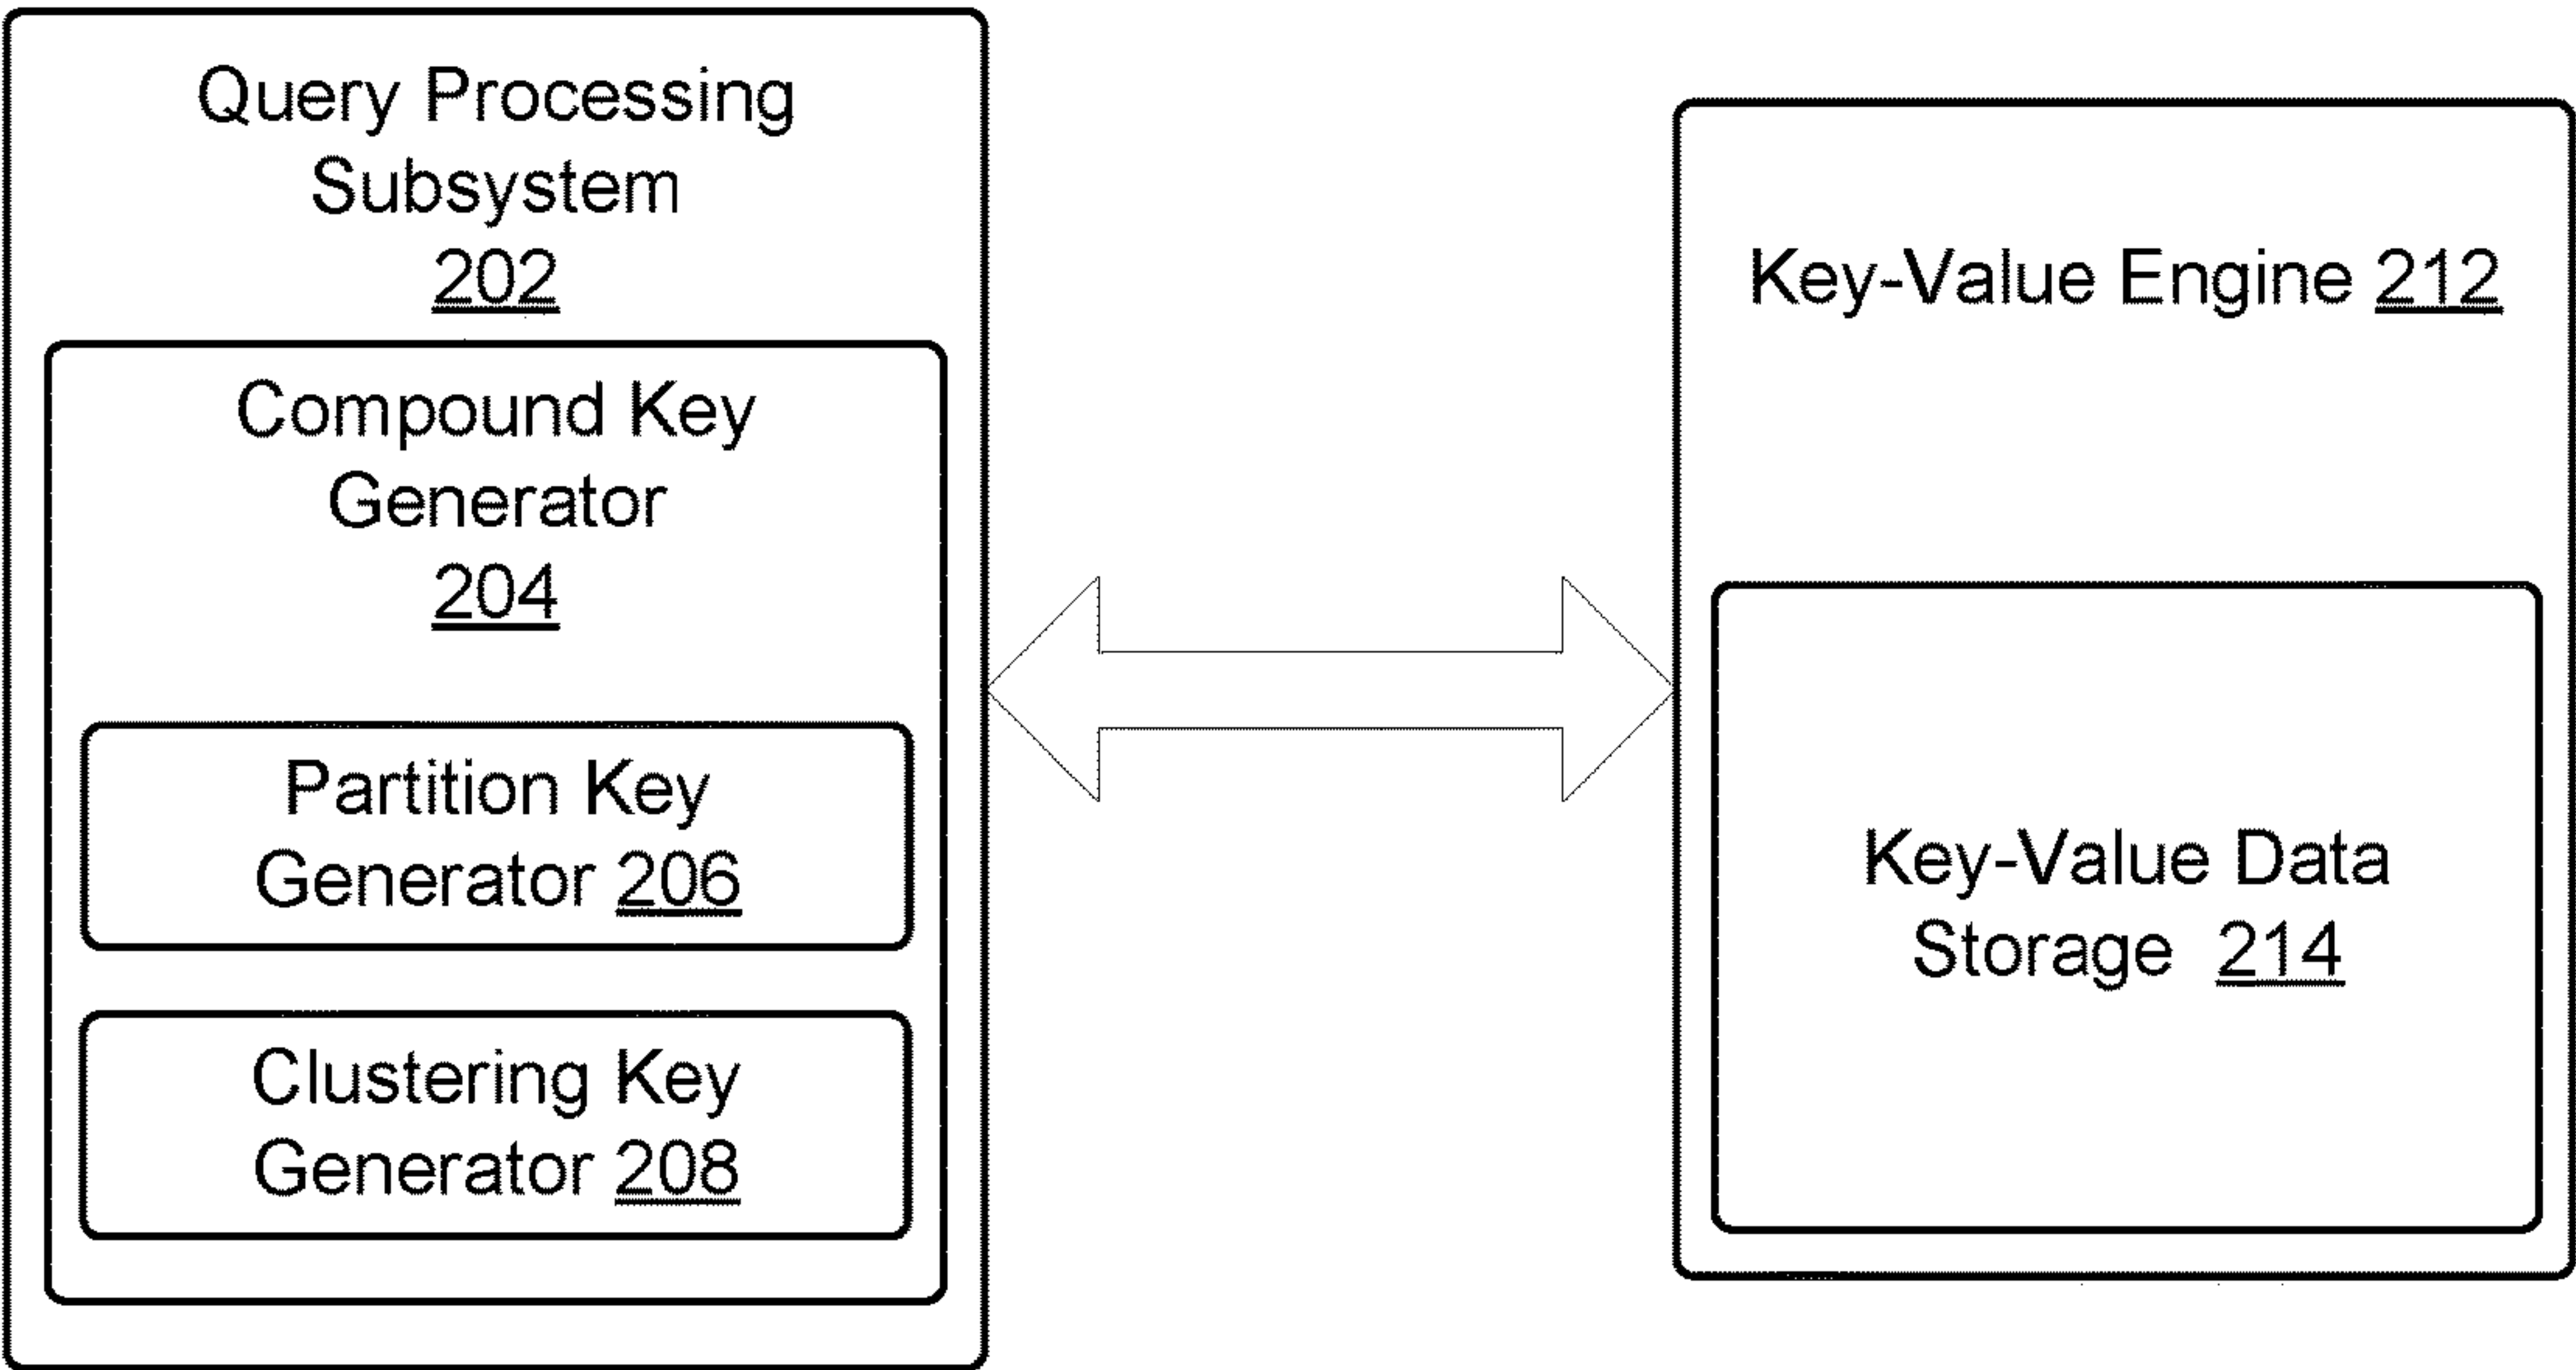 Query Processing
Subsystem
202
Compound Key
Generator
204
Partition Key
Generator 206
Clustering Key
Generator 208
Key-Value Engine 212
Key-Value Data
Storage 214